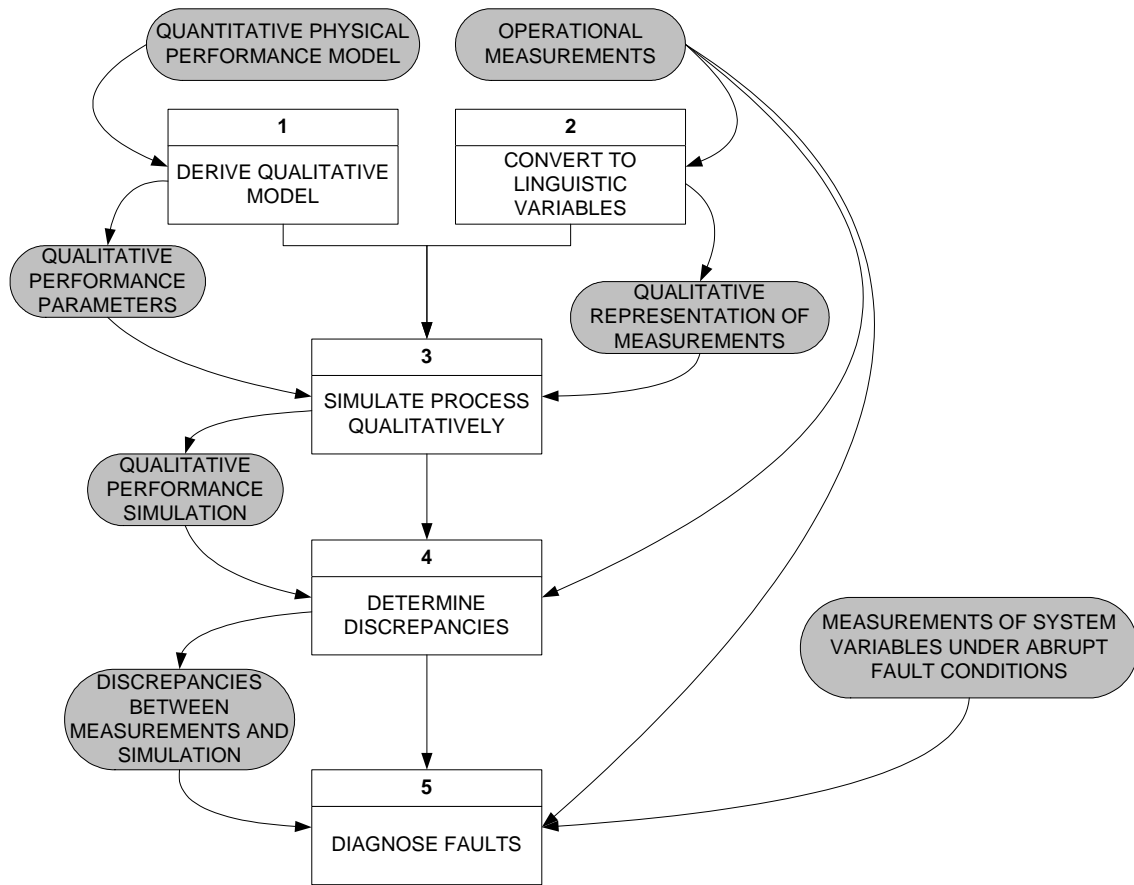 QUANTITATIVE PHYSICAL
PERFORMANCE MODEL
OPERATIONAL
MEASUREMENTS
1
DERIVE QUALITATIVE
MODEL
2
CONVERT TO
LINGUISTIC
VARIABLES
QUALITATIVE
PERFORMANCE
PARAMETERS
QUALITATIVE
REPRESENTATION OF
MEASUREMENTS
3
SIMULATE PROCESS
QUALITATIVELY
QUALITATIVE
PERFORMANCE
SIMULATION
4
DETERMINE
DISCREPANCIES
MEASUREMENTS OF SYSTEM
VARIABLES UNDER ABRUPT
FAULT CONDITIONS
DISCREPANCIES
BETWEEN
MEASUREMENTS AND
SIMULATION
5
DIAGNOSE FAULTS